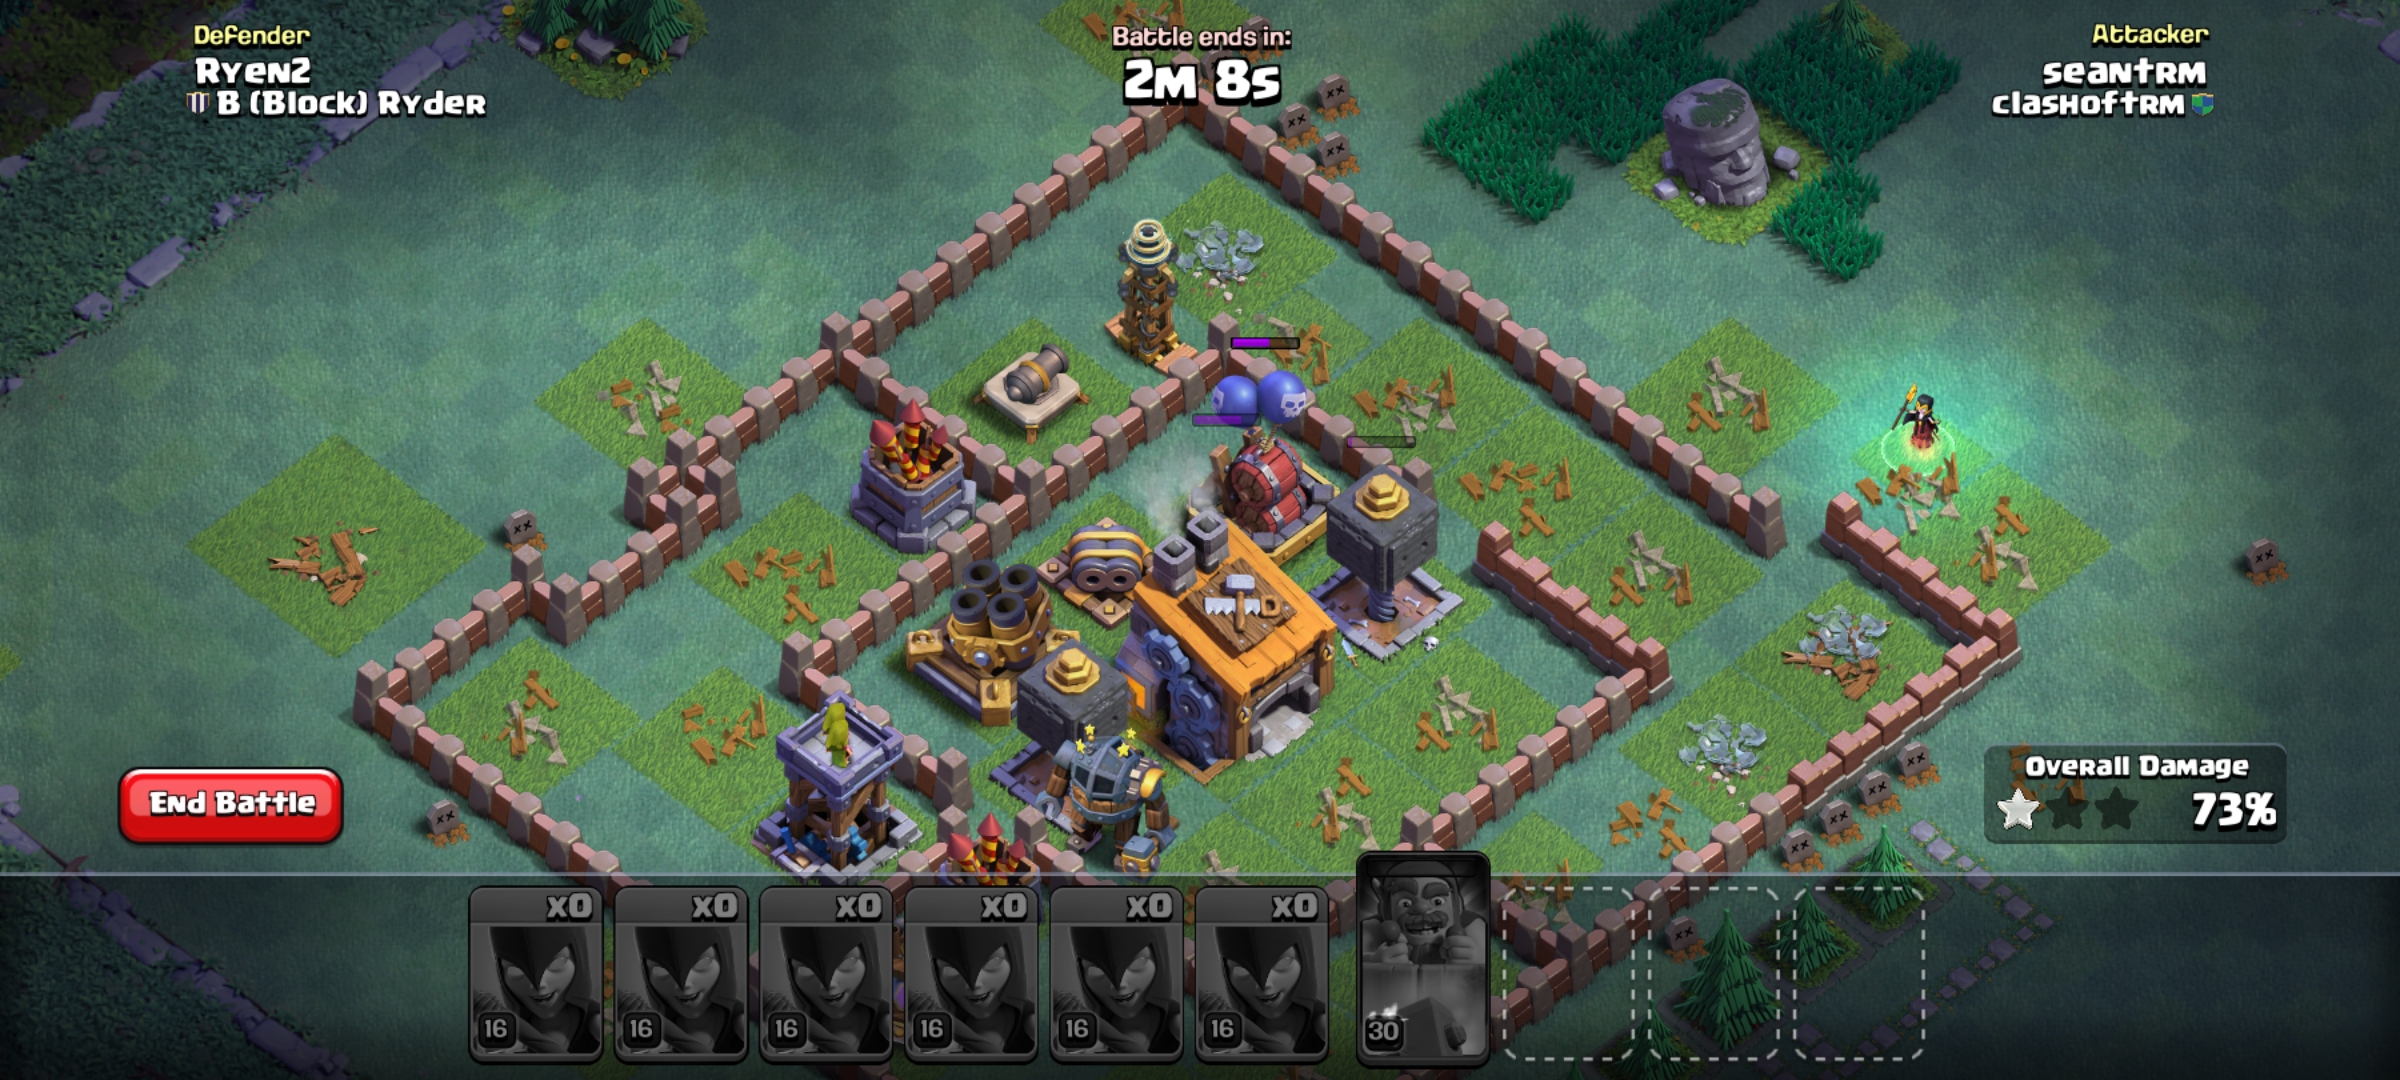 Defender
Ryen2
B (Block) Ryder
Battle ends in:
2M 8S
Attacker
seantRM
clashoftRM
End Battle
Overall Damage
73%
x0 x0 x0 x0 x0 x0
16 16 16 16 16 16 30